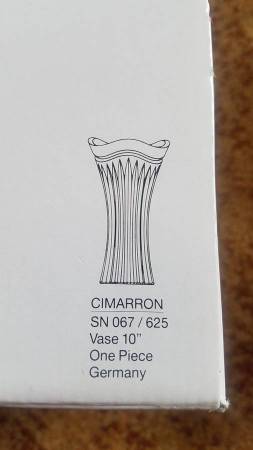 CIMARRON
SN 067 / 625
Vase 10”
One Piece
Germany